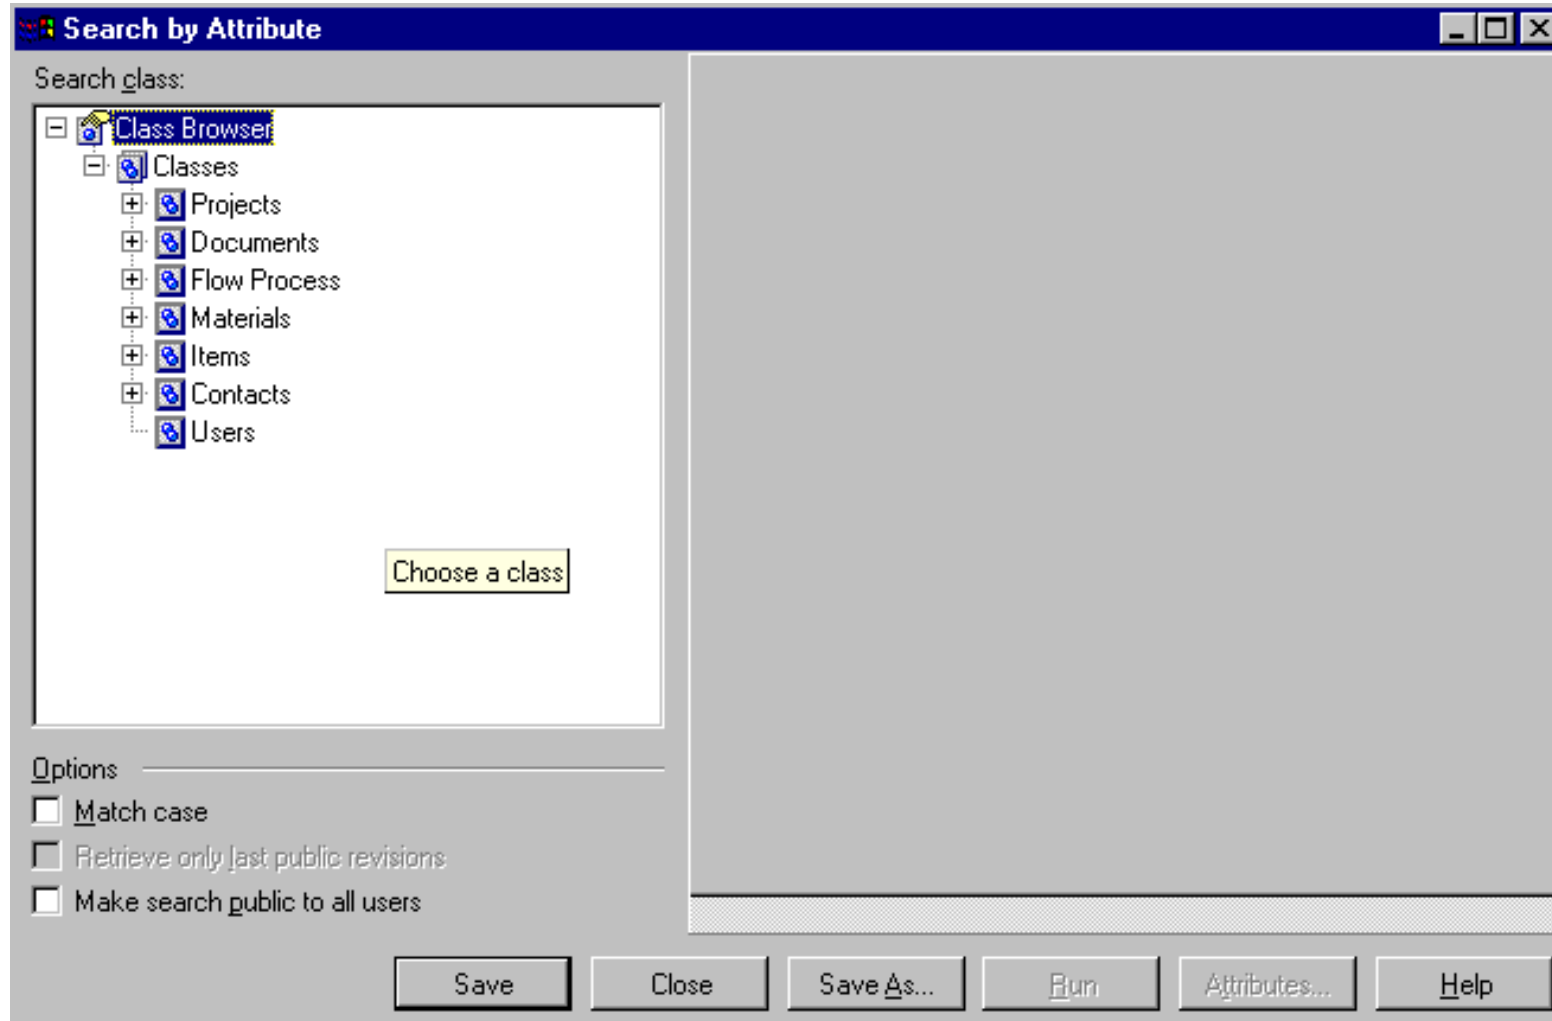 Search by Attribute
Search class:
Class Browser
Classes
Projects
Documents
Flow Process
Materials
Items
Contacts
Users
Choose a class
Options
Match case
Retrieve only last public revisions
Make search public to all users
Save
Close
Save As...
Run
Attributes...
Help